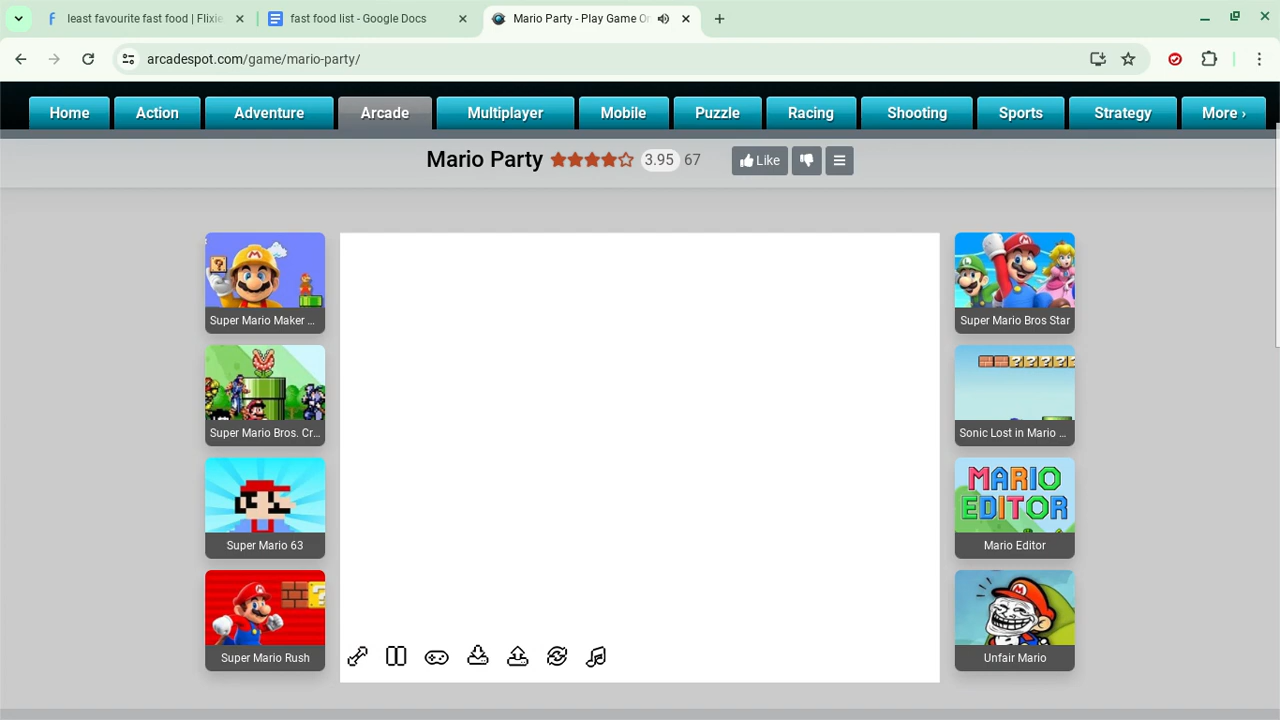 least favourite fast food | Flixie
fast food list - Google Docs
Mario Party - Play Game On
arcadespot.com/game/mario-party/
Home
Action
Adventure
Arcade
Multiplayer
Mobile
Puzzle
Racing
Shooting
Sports
Strategy
More ›
Mario Party
3.95
67
Like
Super Mario Maker ...
Super Mario Bros Star
Super Mario Bros. Cr...
Sonic Lost in Mario ...
MARIO
EDITOR
Super Mario 63
Mario Editor
Super Mario Rush
Unfair Mario